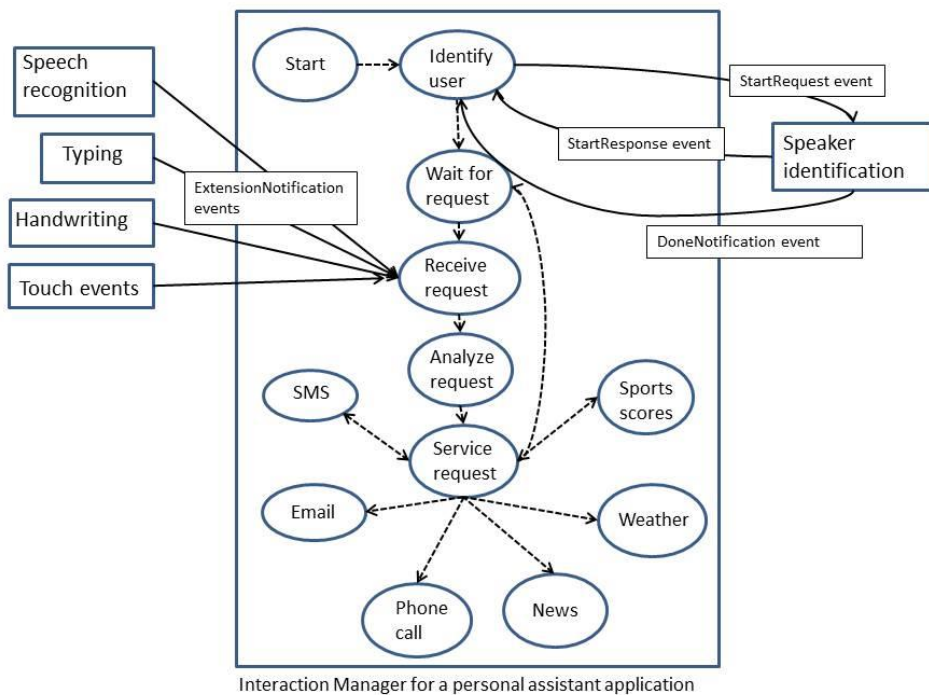 Speech
recognition
Typing
Handwriting
Touch events
ExtensionNotification
events
Start
Identify
user
Wait for
request
Receive
request
Analyze
request
Service
request
SMS
Email
Phone
call
News
Weather
Sports
scores
StartRequest event
StartResponse event
Speaker
identification
DoneNotification event
Interaction Manager for a personal assistant application